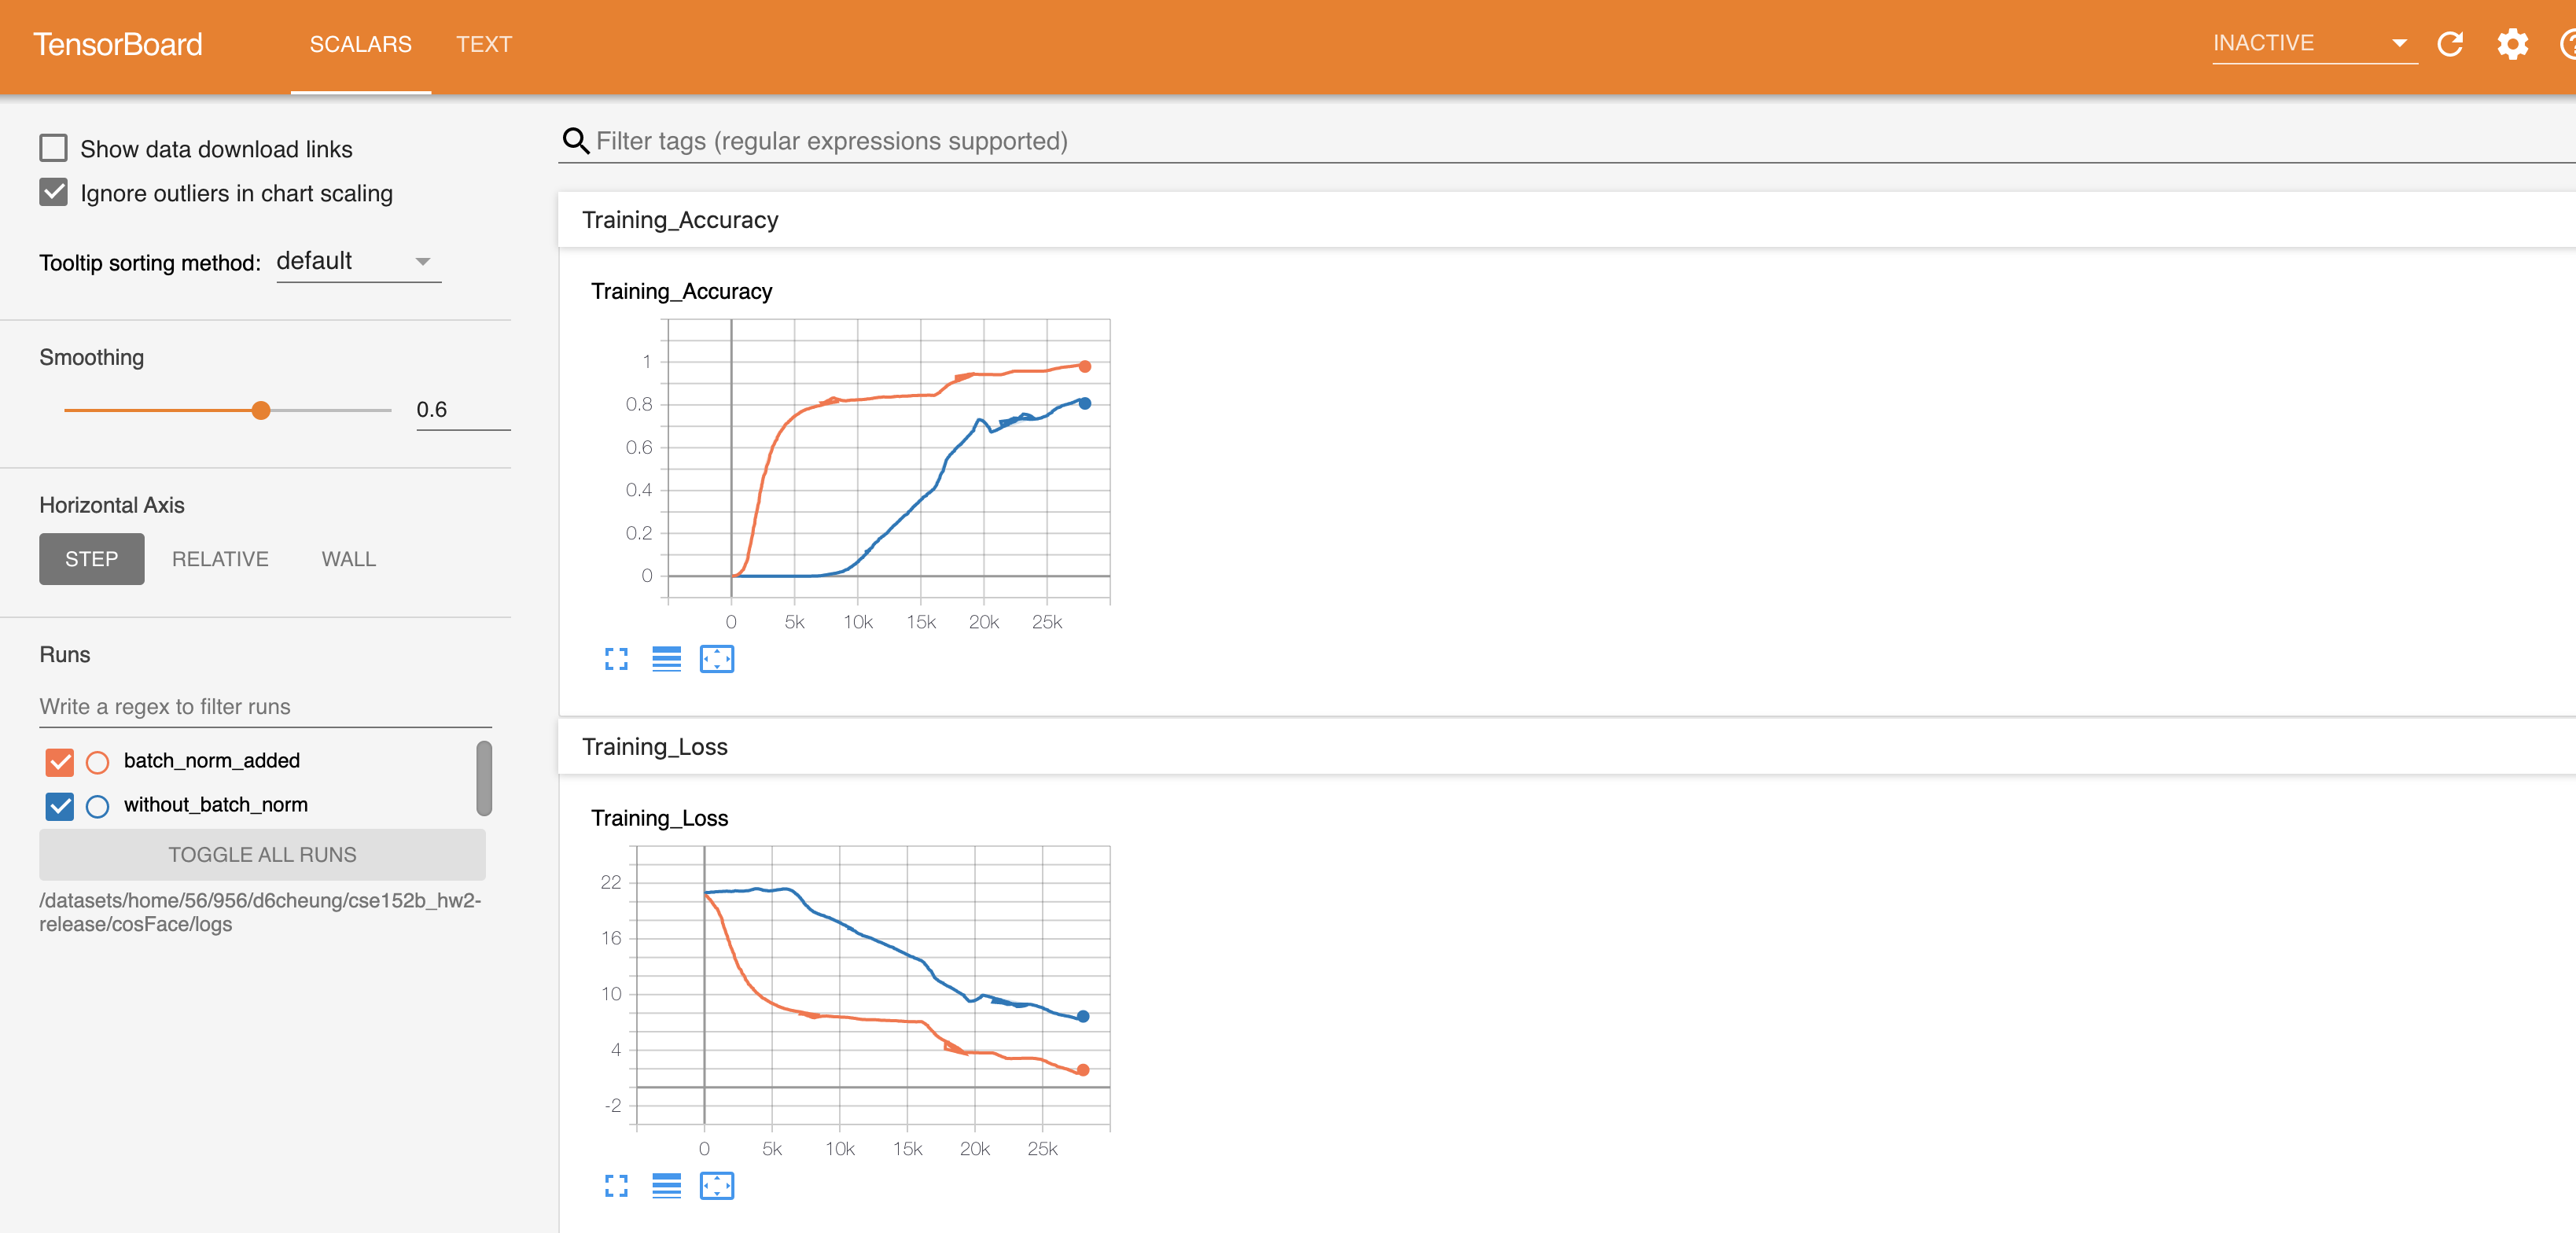 TensorBoard
SCALARS
TEXT
INACTIVE
Show data download links
Ignore outliers in chart scaling
Tooltip sorting method: default
Smoothing
0.6
Horizontal Axis
STEP
RELATIVE
WALL
Runs
Write a regex to filter runs
batch_norm_added
without_batch_norm
TOGGLE ALL RUNS
/datasets/home/56/956/d6cheung/cse152b_hw2-
release/cosFace/logs
Filter tags (regular expressions supported)
Training_Accuracy
Training_Accuracy
1
0.8
0.6
0.4
0.2
0
0 5k 10k 15k 20k 25k
Training_Loss
Training_Loss
22
16
10
4
-2
0 5k 10k 15k 20k 25k